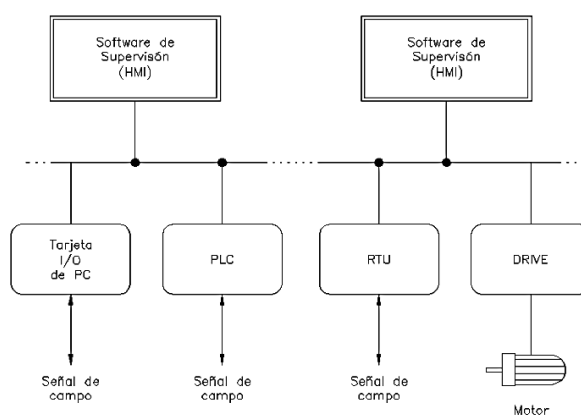 Software de
Supervisón
(HMI)
Software de
Supervisón
(HMI)
Tarjeta
I/O
de PC
PLC
RTU
DRIVE
Señal de
campo
Señal de
campo
Señal de
campo
Motor